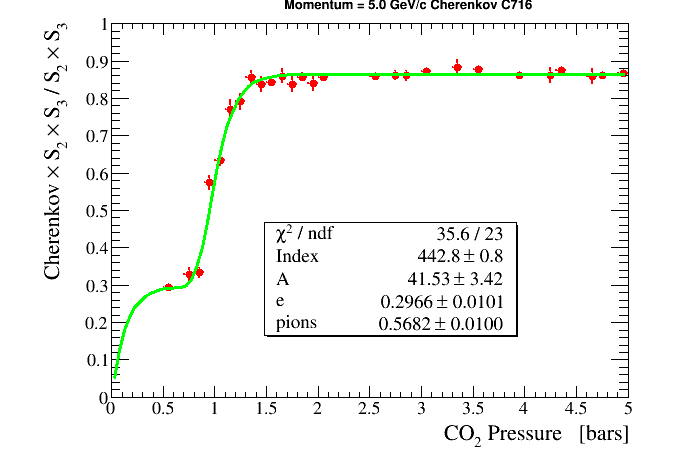 Momentum = 5.0 GeV/c Cherenkov C716
Cherenkov × S₂ × S₃ / S₂ × S₃
1
0.9
0.8
0.7
0.6
0.5
0.4
0.3
0.2
0.1
0
χ² / ndf 35.6 / 23
Index 442.8 ± 0.8
A 41.53 ± 3.42
e 0.2966 ± 0.0101
pions 0.5682 ± 0.0100
0 0.5 1 1.5 2 2.5 3 3.5 4 4.5 5
CO₂ Pressure [bars]